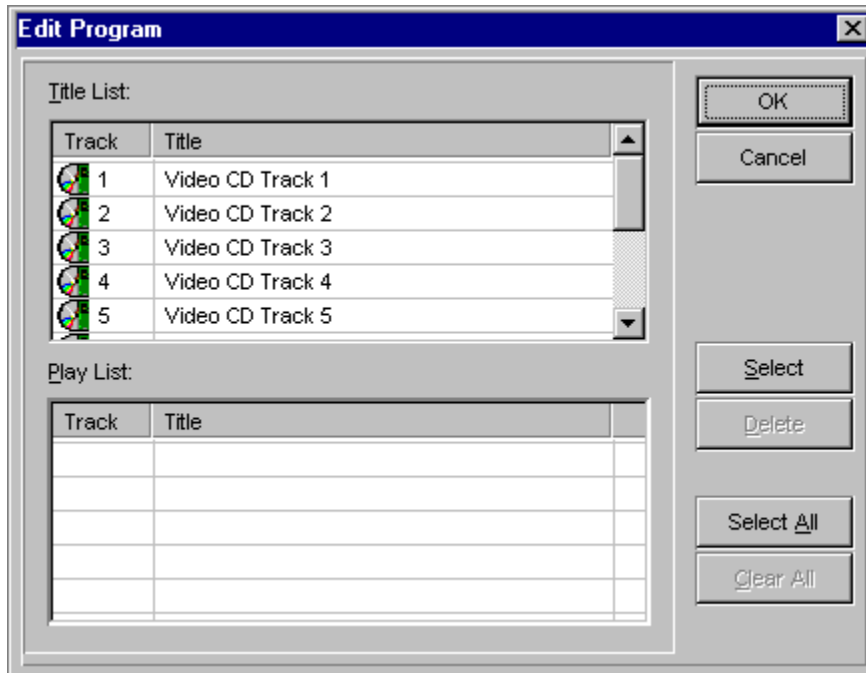 Edit Program
Title List:
Track Title
1 Video CD Track 1
2 Video CD Track 2
3 Video CD Track 3
4 Video CD Track 4
5 Video CD Track 5
Play List:
Track Title
OK
Cancel
Select
Delete
Select All
Clear All